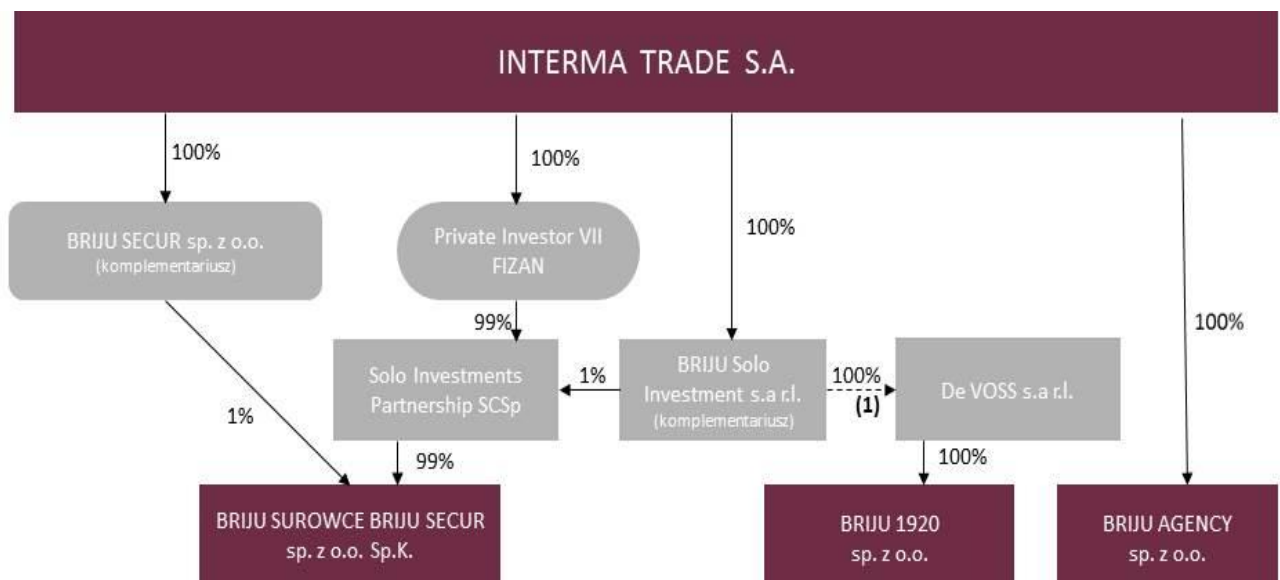 INTERMA TRADE S.A.
100%
100%
100%
100%
BRIJU SECUR sp. z o.o.
(komplementariusz)
Private Investor VII
FIZAN
99%
Solo Investments
Partnership SCSp
1%
BRIJU Solo
Investment s.a r.l.
(komplementariusz)
100%
(1)
De VOSS s.a r.l.
1%
99%
100%
BRIJU SUROWCE BRIJU SECUR
sp. z o.o. Sp.K.
BRIJU 1920
sp. z o.o.
BRIJU AGENCY
sp. z o.o.